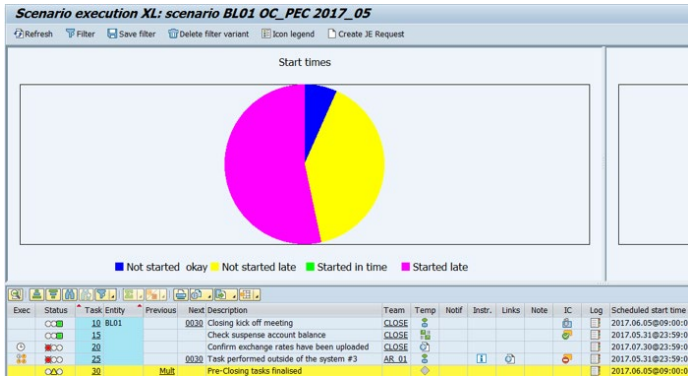 Scenario execution XL: scenario BL01 OC_PEC 2017_05
Refresh Filter Save filter Delete filter variant Icon legend Create JE Request
Start times
Not started okay Not started late Started in time Started late
Exec Status Task Entity Previous Next Description Team Temp Notif Instr. Links Note IC Log Scheduled start time
10 BL01 0030 Closing kick off meeting CLOSE 2017.06.05@09:00:0
15 Check suspense account balance CLOSE 2017.05.31@23:59:0
20 Confirm exchange rates have been uploaded CLOSE 2017.07.30@23:59:0
25 0030 Task performed outside of the system #3 AR_01 2017.05.31@23:59:0
30 Mult Pre-Closing tasks finalised 2017.06.05@09:00:0